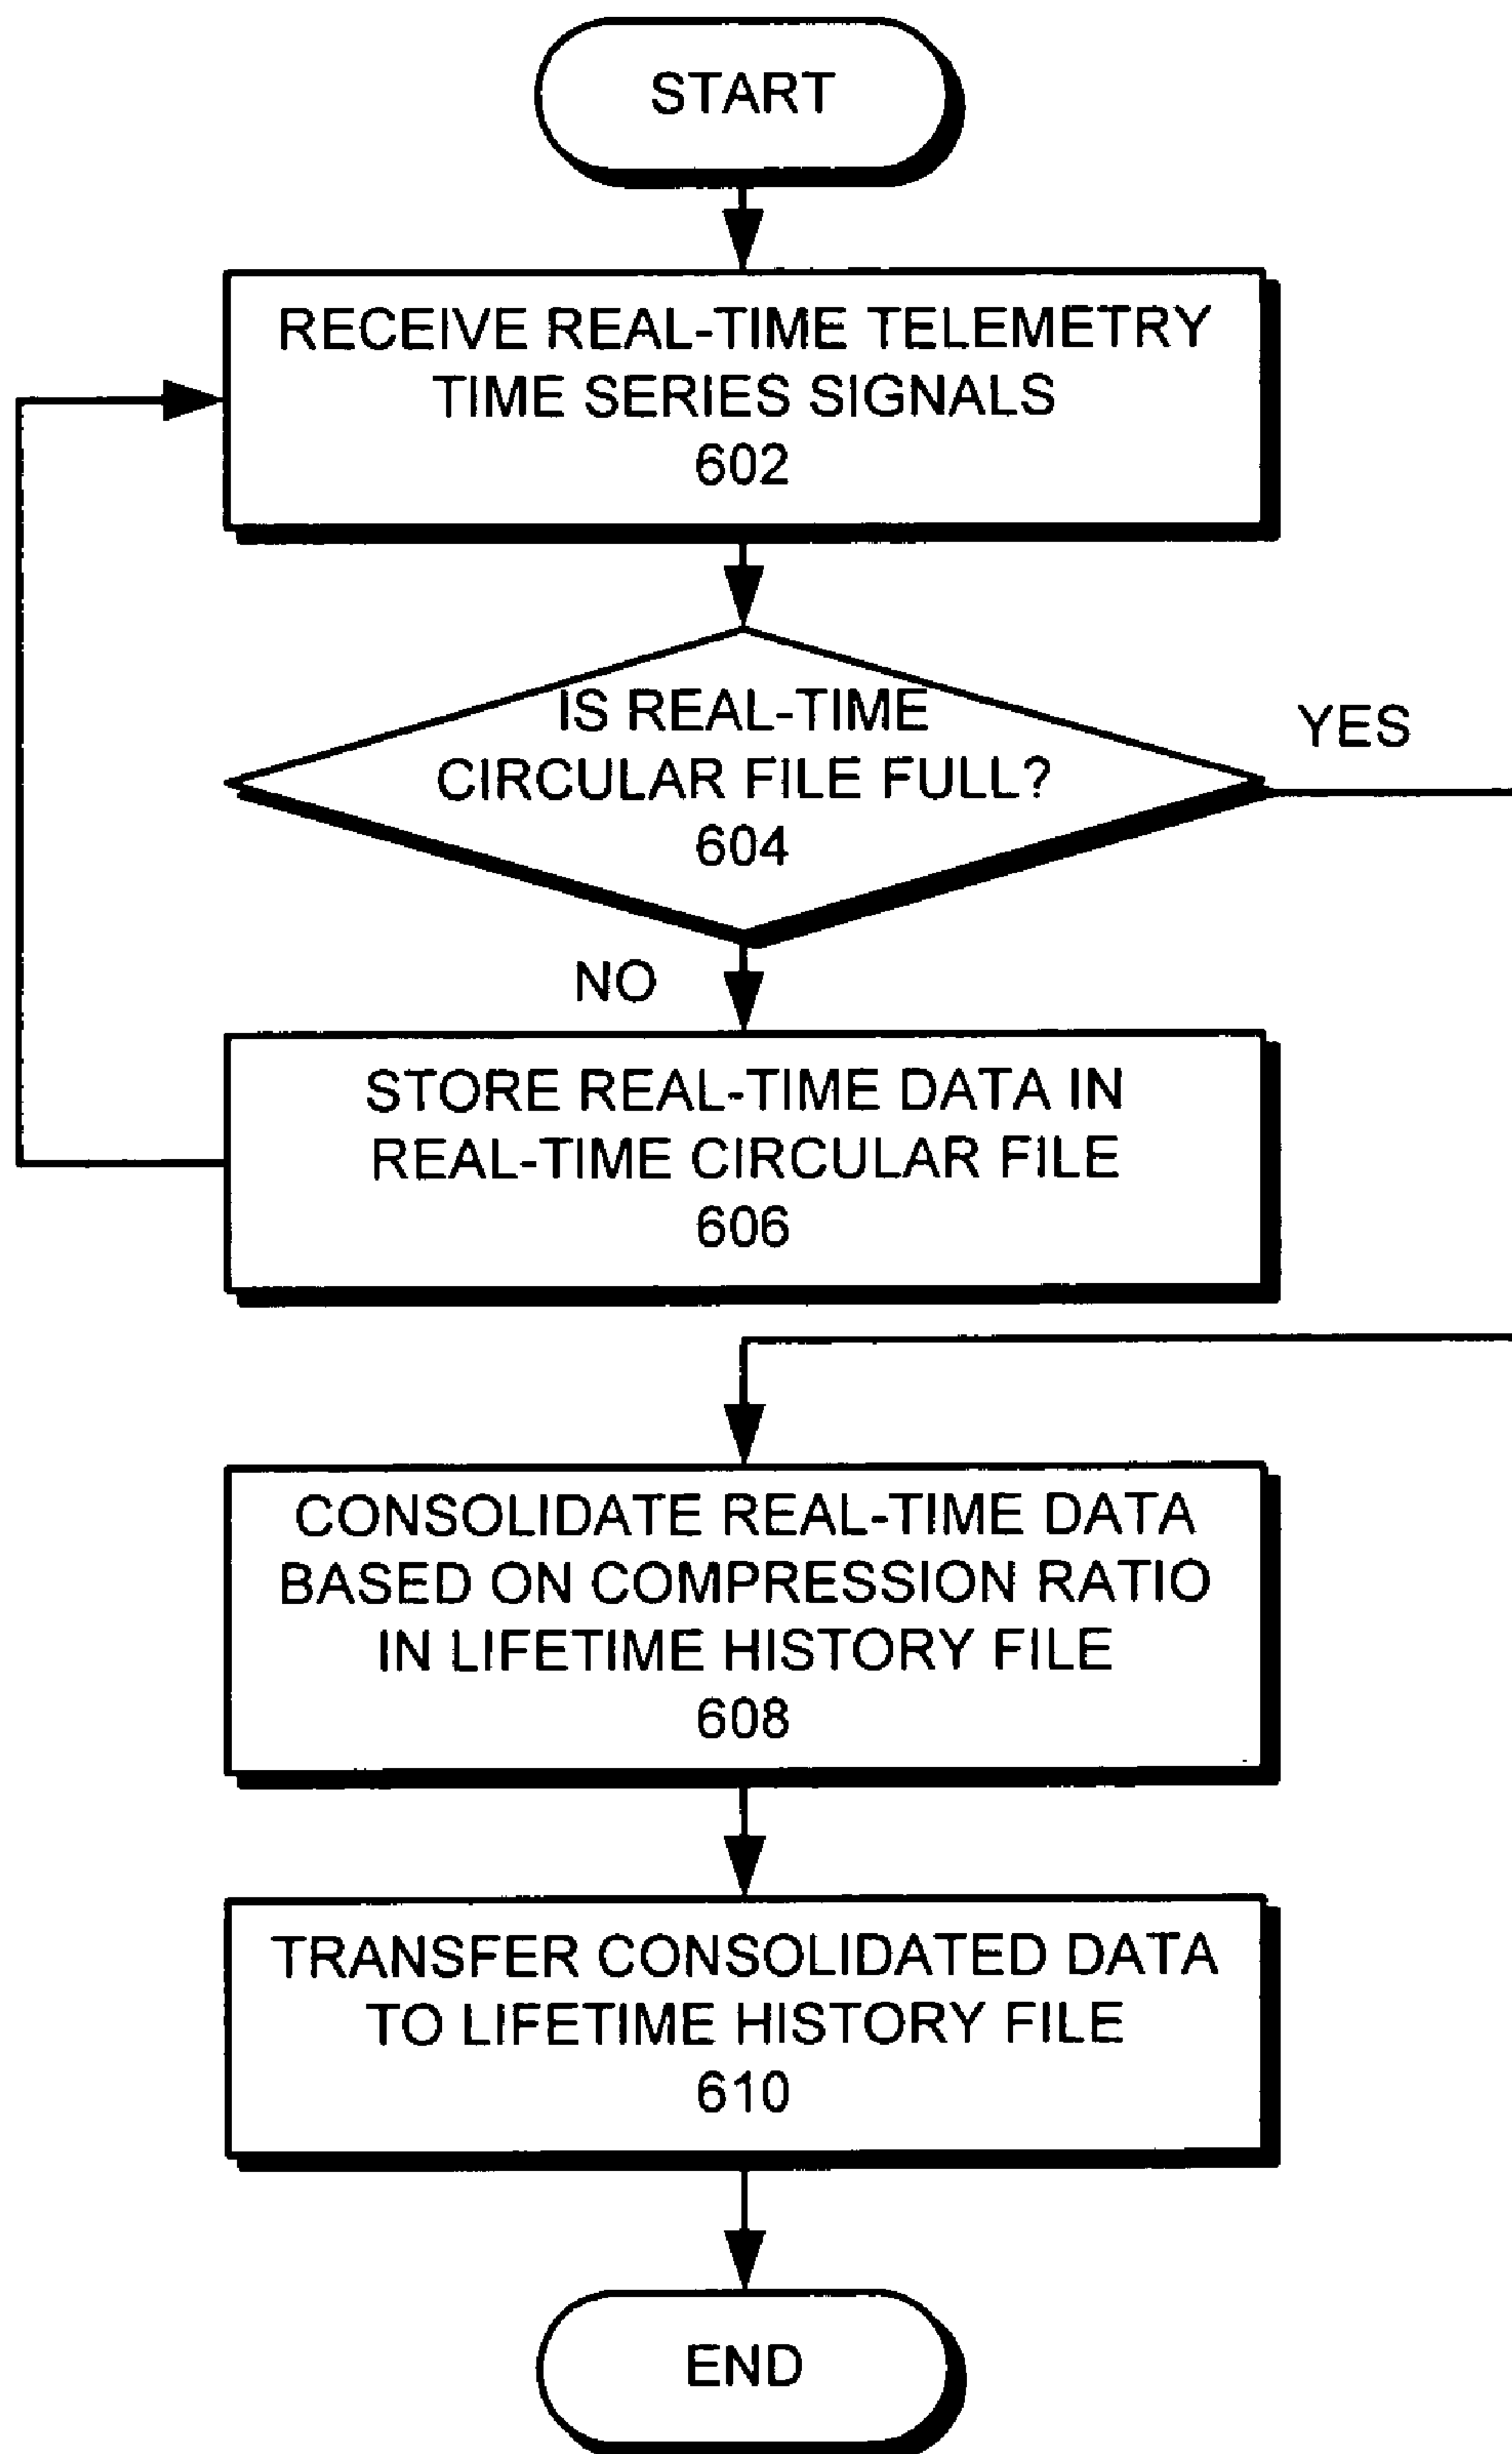 START
RECEIVE REAL-TIME TELEMETRY
TIME SERIES SIGNALS
602
IS REAL-TIME
CIRCULAR FILE FULL?
604
YES
NO
STORE REAL-TIME DATA IN
REAL-TIME CIRCULAR FILE
606
CONSOLIDATE REAL-TIME DATA
BASED ON COMPRESSION RATIO
IN LIFETIME HISTORY FILE
608
TRANSFER CONSOLIDATED DATA
TO LIFETIME HISTORY FILE
610
END